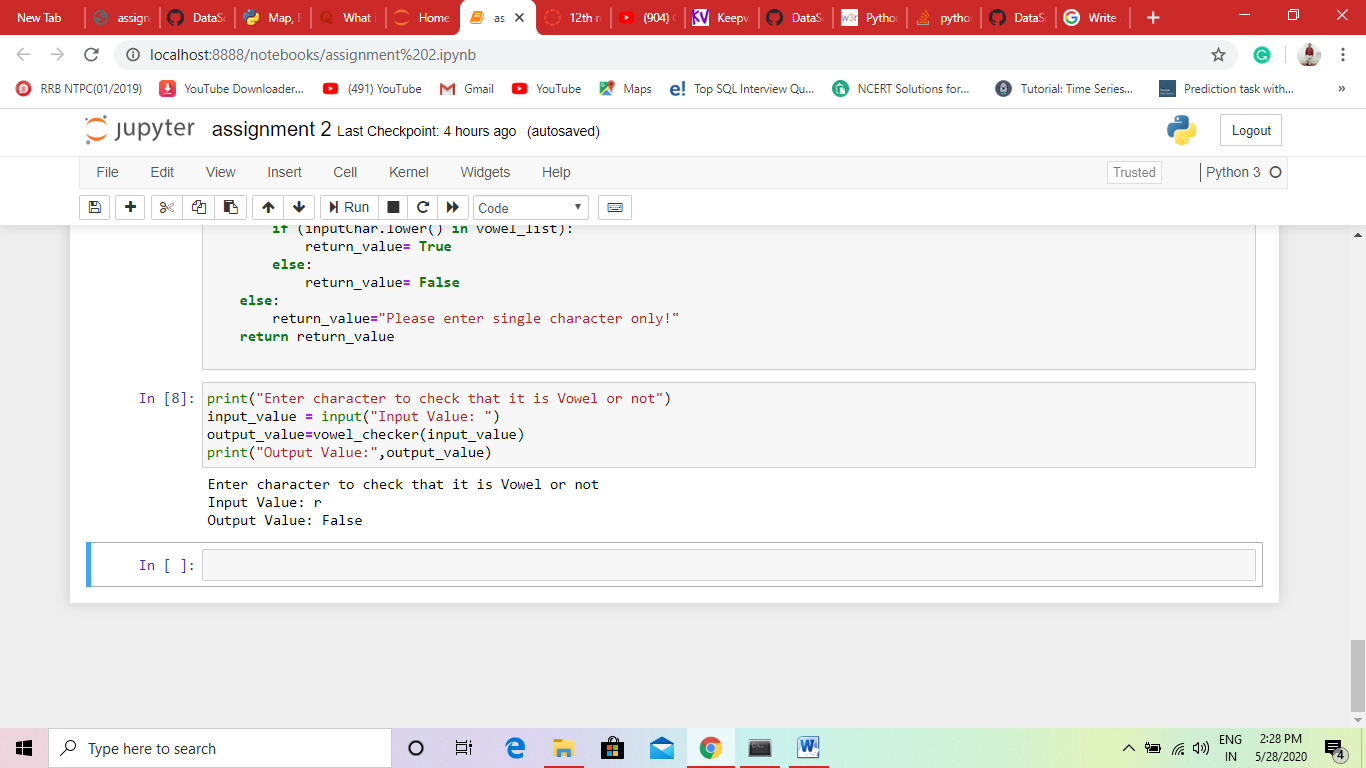 New Tab
assign
DataS
Map, F
What i
Home
as
12th n
(904)
Keepv
DataS
Pytho
pytho
DataS
Write
localhost:8888/notebooks/assignment%202.ipynb
RRB NTPC(01/2019)
YouTube Downloader...
(491) YouTube
Gmail
YouTube
Maps
Top SQL Interview Qu...
NCERT Solutions for...
Tutorial: Time Series...
Prediction task with...
»
jupyter assignment 2 Last Checkpoint: 4 hours ago (autosaved)
Logout
File Edit View Insert Cell Kernel Widgets Help
Trusted
Python 3
Run
Code
if (inputChar.lower() in vowel_list):
return_value= True
else:
return_value= False
else:
return_value="Please enter single character only!"
return return_value
In [8]:
print("Enter character to check that it is Vowel or not")
input_value = input("Input Value: ")
output_value=vowel_checker(input_value)
print("Output Value:",output_value)
Enter character to check that it is Vowel or not
Input Value: r
Output Value: False
In [ ]:
Type here to search
ENG
IN
2:28 PM
5/28/2020
4